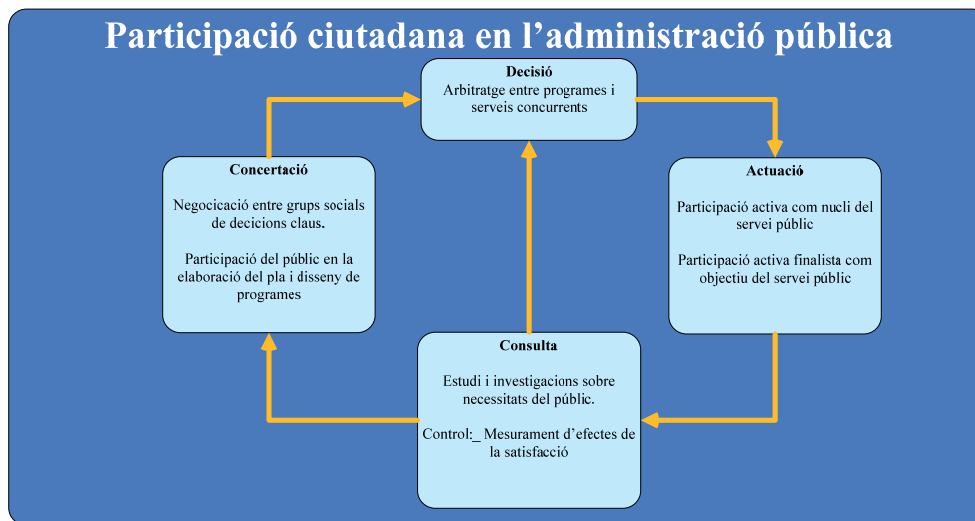 Participació ciutadana en l’administració pública
Decisió
Arbitratge entre programes i
serveis concurrents
Concertació
Negocicació entre grups socials
de decicions claus.
Participació del públic en la
elaboració del pla i disseny de
programes
Actuació
Participació activa com nucli del
servei públic
Participació activa finalista com
objectiu del servei públic
Consulta
Estudi i investigacions sobre
necessitats del públic.
Control:_ Mesurament d’efectes de
la satisfacció